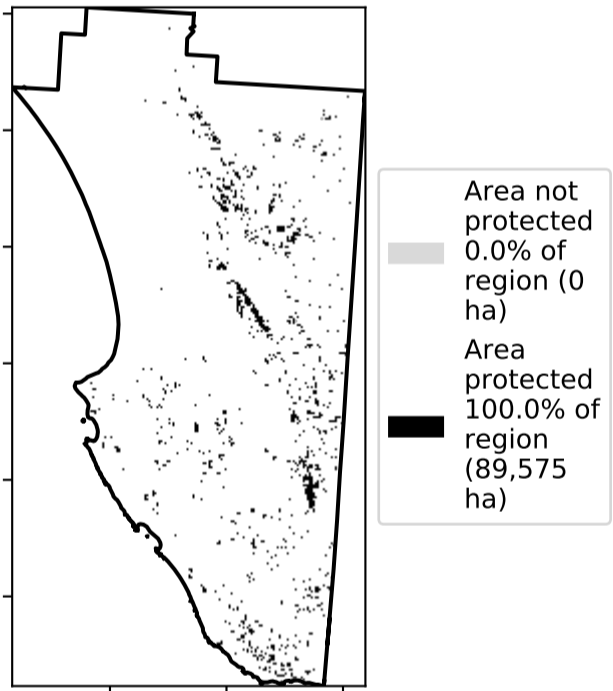 Area not
protected
0.0% of
region (0
ha)
Area
protected
100.0% of
region
(89,575
ha)